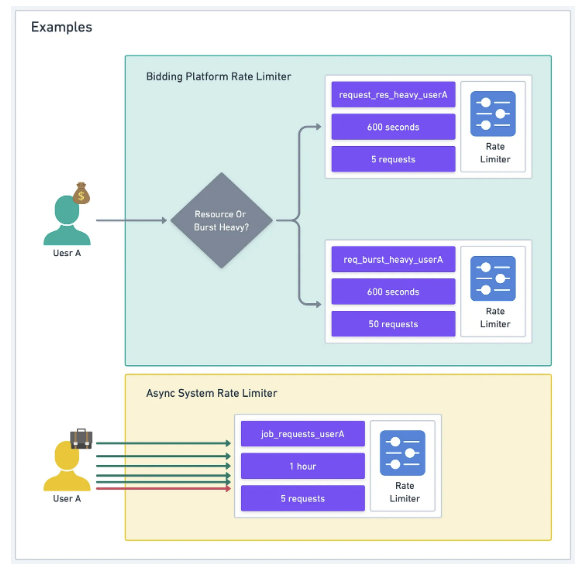 Examples
Bidding Platform Rate Limiter
request_res_heavy_userA
600 seconds
5 requests
Rate
Limiter
$
Resource Or
Burst Heavy?
Uesr A
req_burst_heavy_userA
600 seconds
50 requests
Rate
Limiter
Async System Rate Limiter
job_requests_userA
1 hour
5 requests
Rate
Limiter
User A